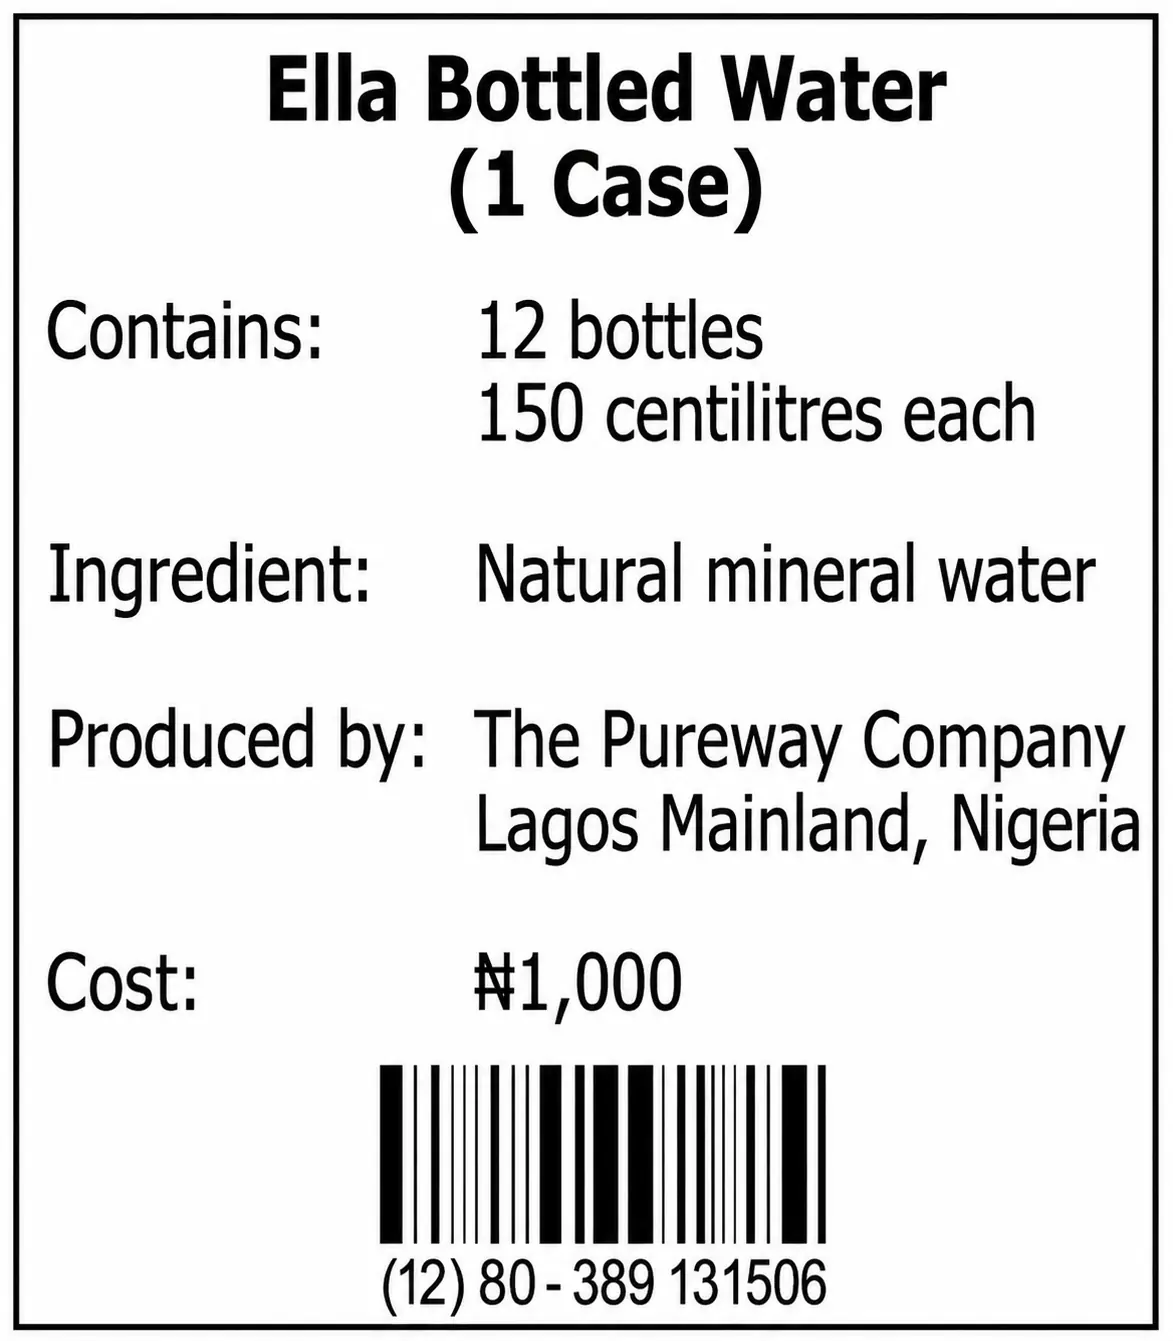 Ella Bottled Water
(1 Case)
Contains: 12 bottles
150 centilitres each
Ingredient: Natural mineral water
Produced by: The Pureway Company
Lagos Mainland, Nigeria
Cost: ₦1,000
(12) 80 - 389 131506